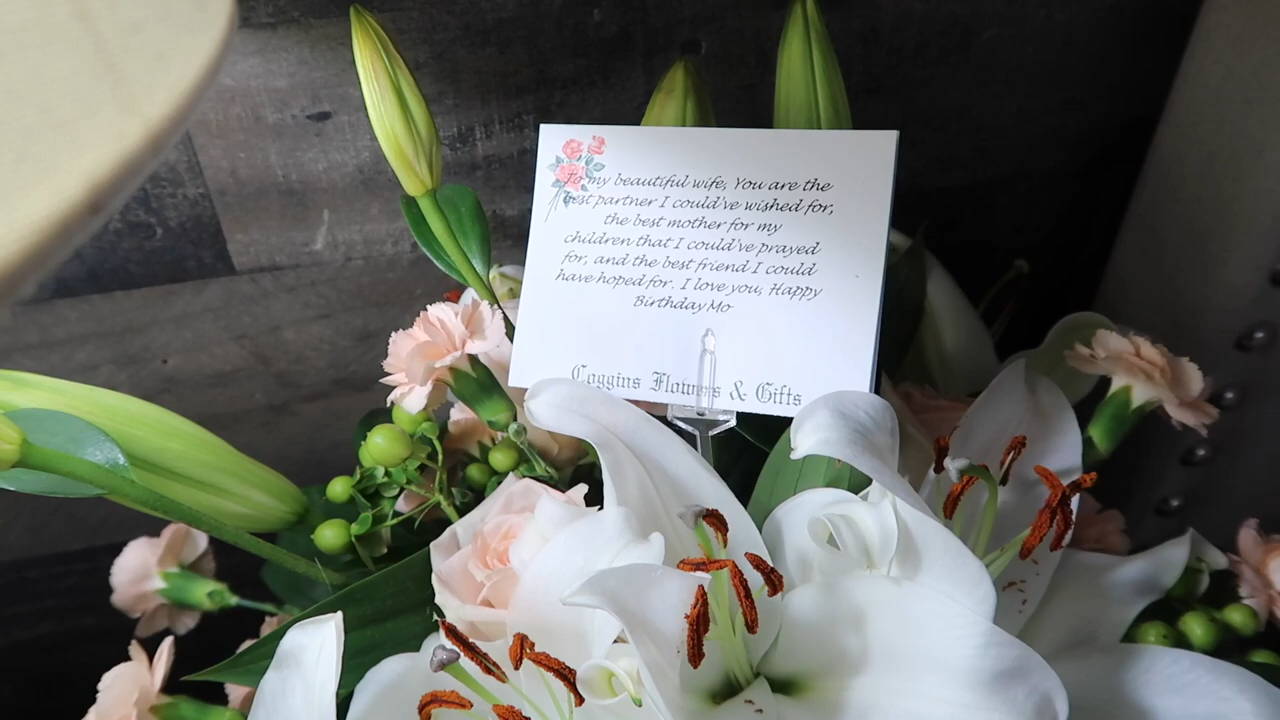 To my beautiful wife, You are the
best partner I could've wished for,
the best mother for my
children that I could've prayed
for, and the best friend I could
have hoped for. I love you, Happy
Birthday Mo
Coggins Flowers & Gifts